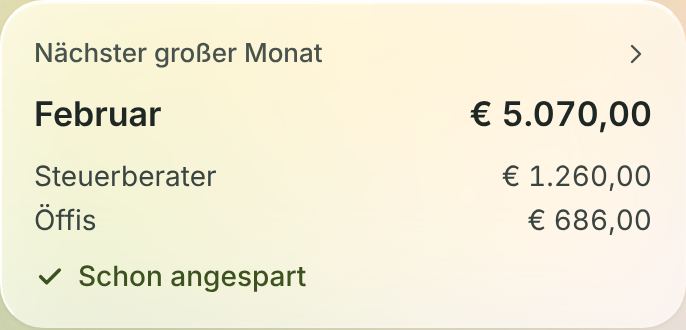 Nächster großer Monat
Februar € 5.070,00
Steuerberater € 1.260,00
Öffis € 686,00
Schon angespart